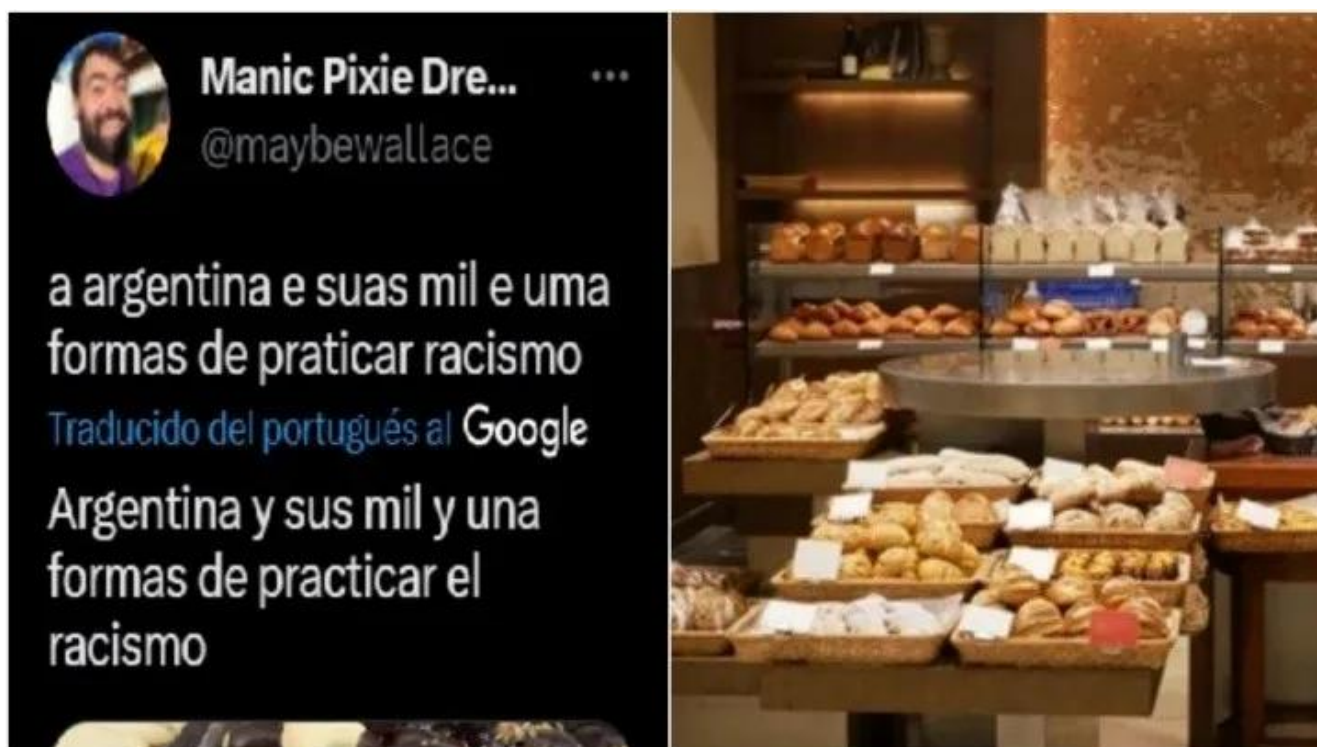 Manic Pixie Dre...
@maybewallace
a argentina e suas mil e uma
formas de praticar racismo
Traducido del portugués al Google
Argentina y sus mil y una
formas de practicar el
racismo